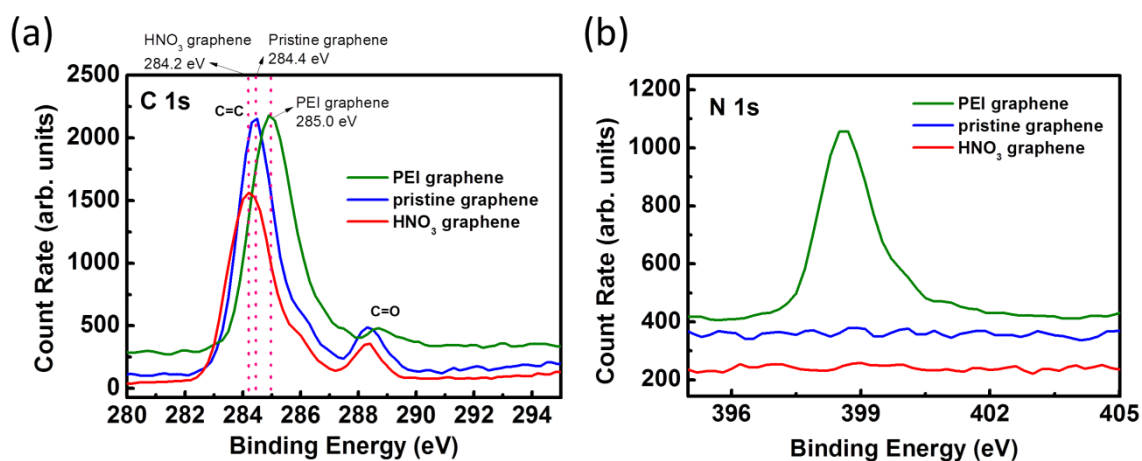 (a)
HNO₃ graphene
284.2 eV
Pristine graphene
284.4 eV
C 1s
C=C
PEI graphene
285.0 eV
PEI graphene
pristine graphene
HNO₃ graphene
C=O
2500
2000
1500
1000
500
0
280 282 284 286 288 290 292 294
Count Rate (arb. units)
Binding Energy (eV)
(b)
N 1s
PEI graphene
pristine graphene
HNO₃ graphene
1200
1000
800
600
400
200
396 399 402 405
Count Rate (arb. units)
Binding Energy (eV)